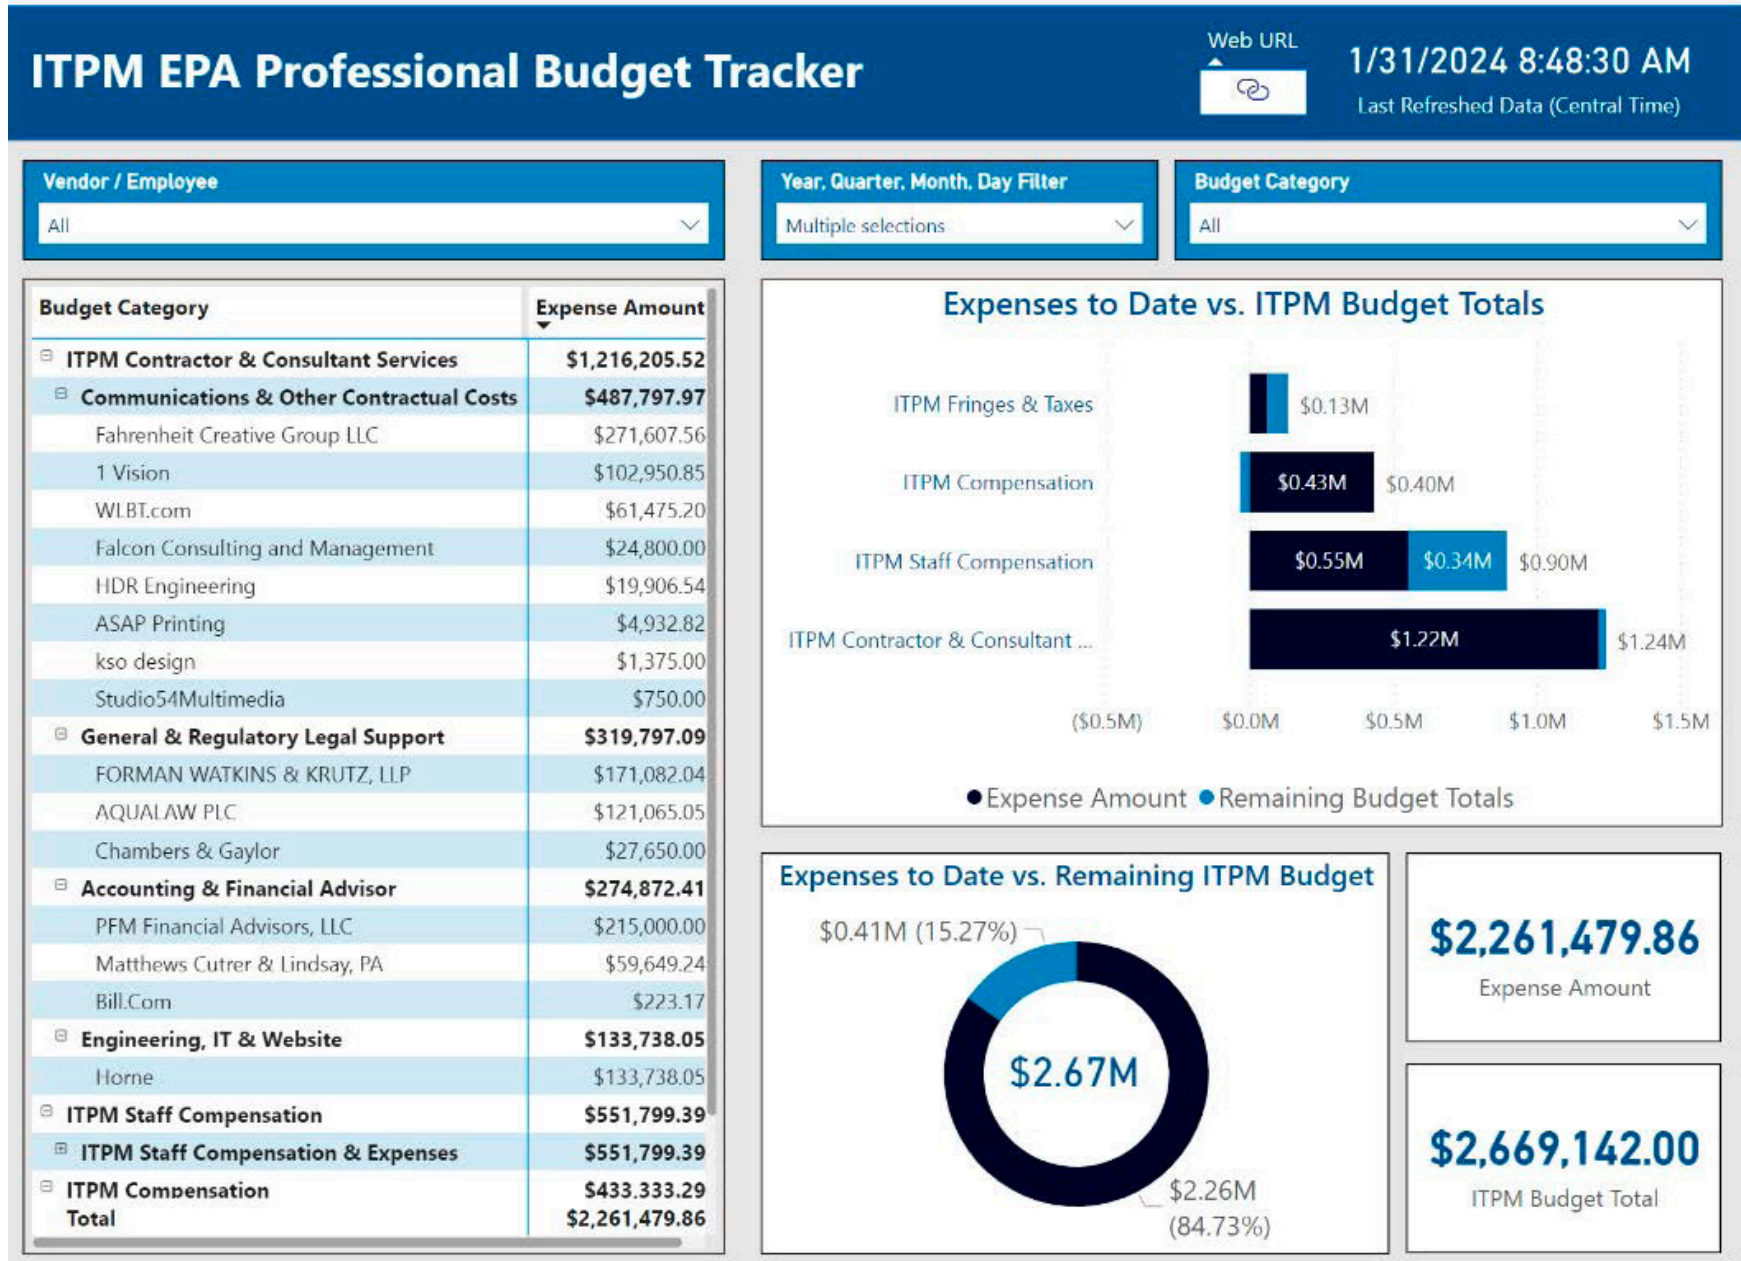 ITPM EPA Professional Budget Tracker
Web URL
1/31/2024 8:48:30 AM
Last Refreshed Data (Central Time)
Vendor / Employee
All
Year, Quarter, Month, Day Filter
Multiple selections
Budget Category
All
Budget Category Expense Amount
ITPM Contractor & Consultant Services $1,216,205.52
Communications & Other Contractual Costs $487,797.97
Fahrenheit Creative Group LLC $271,607.56
1 Vision $102,950.85
WLBT.com $61,475.20
Falcon Consulting and Management $24,800.00
HDR Engineering $19,906.54
ASAP Printing $4,932.82
kso design $1,375.00
Studio54Multimedia $750.00
General & Regulatory Legal Support $319,797.09
FORMAN WATKINS & KRUTZ, LLP $171,082.04
AQUALAW PLC $121,065.05
Chambers & Gaylor $27,650.00
Accounting & Financial Advisor $274,872.41
PFM Financial Advisors, LLC $215,000.00
Matthews Cutrer & Lindsay, PA $59,649.24
Bill.Com $223.17
Engineering, IT & Website $133,738.05
Horne $133,738.05
ITPM Staff Compensation $551,799.39
ITPM Staff Compensation & Expenses $551,799.39
ITPM Compensation $433,333.29
Total $2,261,479.86
Expenses to Date vs. ITPM Budget Totals
ITPM Fringes & Taxes $0.13M
ITPM Compensation $0.43M $0.40M
ITPM Staff Compensation $0.55M $0.34M $0.90M
ITPM Contractor & Consultant ... $1.22M $1.24M
($0.5M) $0.0M $0.5M $1.0M $1.5M
Expense Amount Remaining Budget Totals
Expenses to Date vs. Remaining ITPM Budget
$0.41M (15.27%)
$2.67M
$2.26M
(84.73%)
$2,261,479.86
Expense Amount
$2,669,142.00
ITPM Budget Total